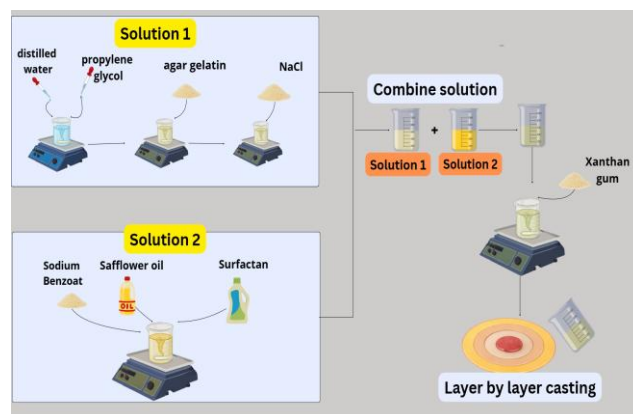 Solution 1
distilled
water
propylene
glycol
agar gelatin
NaCl
Combine solution
+
Solution 1
Solution 2
Xanthan
gum
Solution 2
Sodium
Benzoat
Safflower oil
Surfactan
OIL
Layer by layer casting